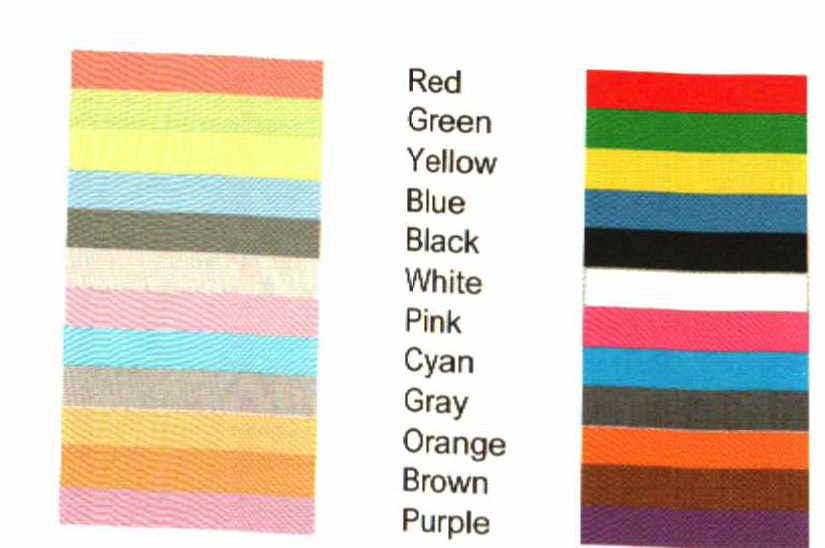 Red
Green
Yellow
Blue
Black
White
Pink
Cyan
Gray
Orange
Brown
Purple